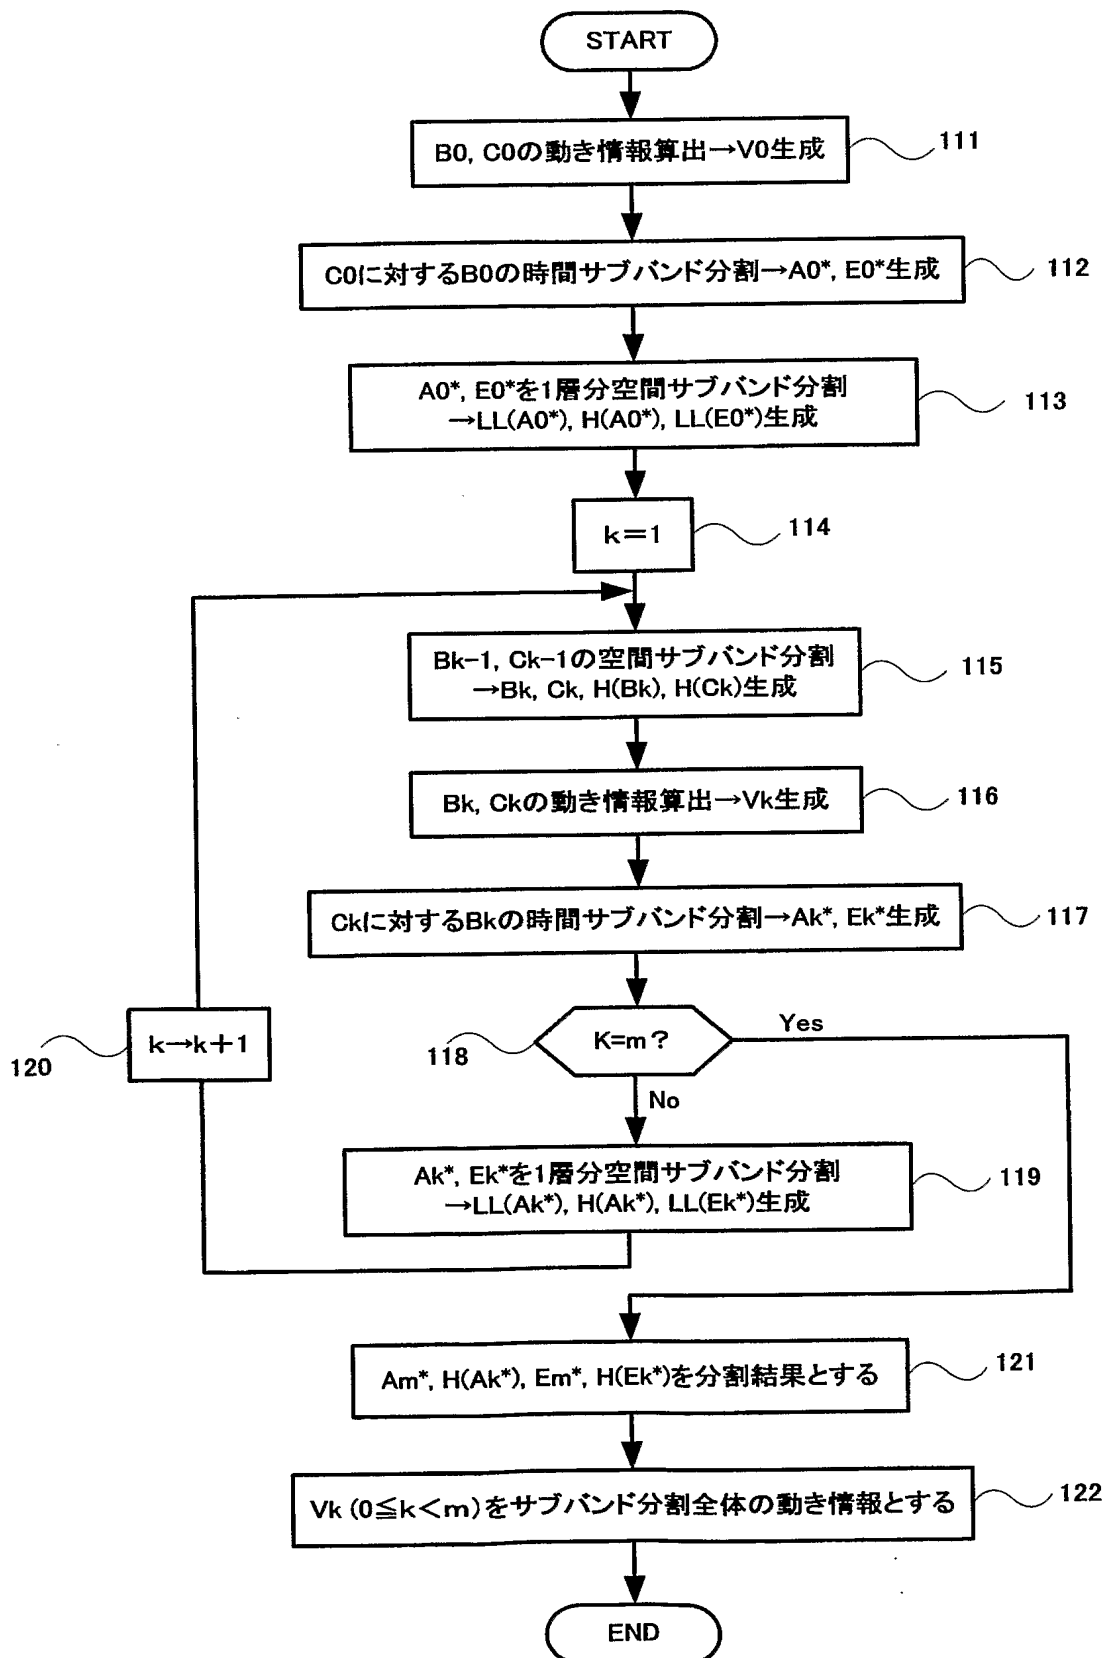 START
B0, C0の動き情報算出→V0生成
111
C0に対するB0の時間サブバンド分割→A0*, E0*生成
112
A0*, E0*を1層分空間サブバンド分割
→LL(A0*), H(A0*), LL(E0*)生成
113
k=1
114
Bk-1, Ck-1の空間サブバンド分割
→Bk, Ck, H(Bk), H(Ck)生成
115
Bk, Ckの動き情報算出→Vk生成
116
Ckに対するBkの時間サブバンド分割→Ak*, Ek*生成
117
K=m?
118
Yes
No
k→k+1
120
Ak*, Ek*を1層分空間サブバンド分割
→LL(Ak*), H(Ak*), LL(Ek*)生成
119
Am*, H(Ak*), Em*, H(Ek*)を分割結果とする
121
Vk (0≦k<m)をサブバンド分割全体の動き情報とする
122
END